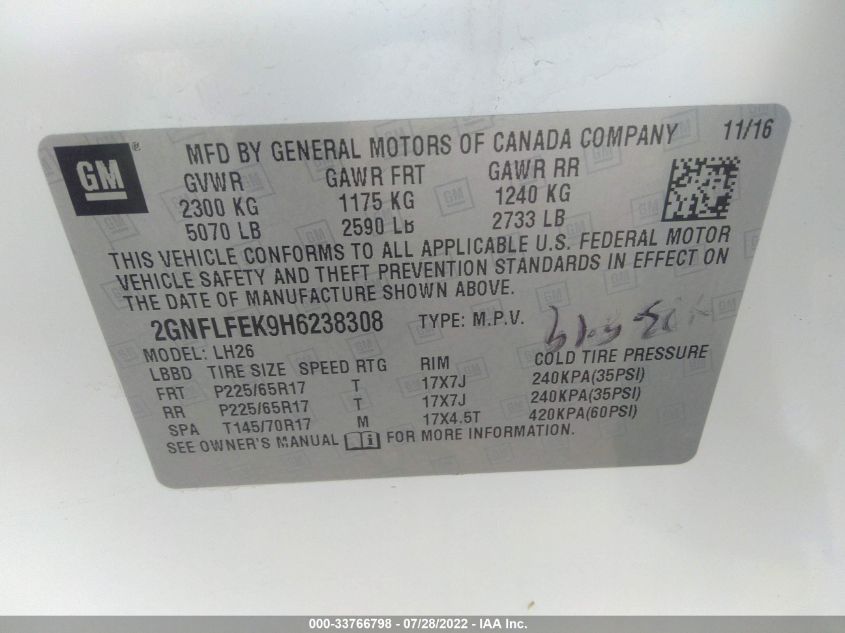 GM ® MFD BY GENERAL MOTORS OF CANADA COMPANY 11/16
GVWR GAWR FRT GAWR RR
2300 KG 1175 KG 1240 KG
5070 LB 2590 LB 2733 LB
THIS VEHICLE CONFORMS TO ALL APPLICABLE U.S. FEDERAL MOTOR
VEHICLE SAFETY AND THEFT PREVENTION STANDARDS IN EFFECT ON
THE DATE OF MANUFACTURE SHOWN ABOVE.
2GNFLFEK9H6238308 TYPE: M.P.V.
MODEL: LH26
LBBD TIRE SIZE SPEED RTG RIM COLD TIRE PRESSURE
FRT P225/65R17 T 17X7J 240KPA(35PSI)
RR P225/65R17 T 17X7J 240KPA(35PSI)
SPA T145/70R17 M 17X4.5T 420KPA(60PSI)
SEE OWNER'S MANUAL FOR MORE INFORMATION.
000-33766798 - 07/28/2022 - IAA Inc.